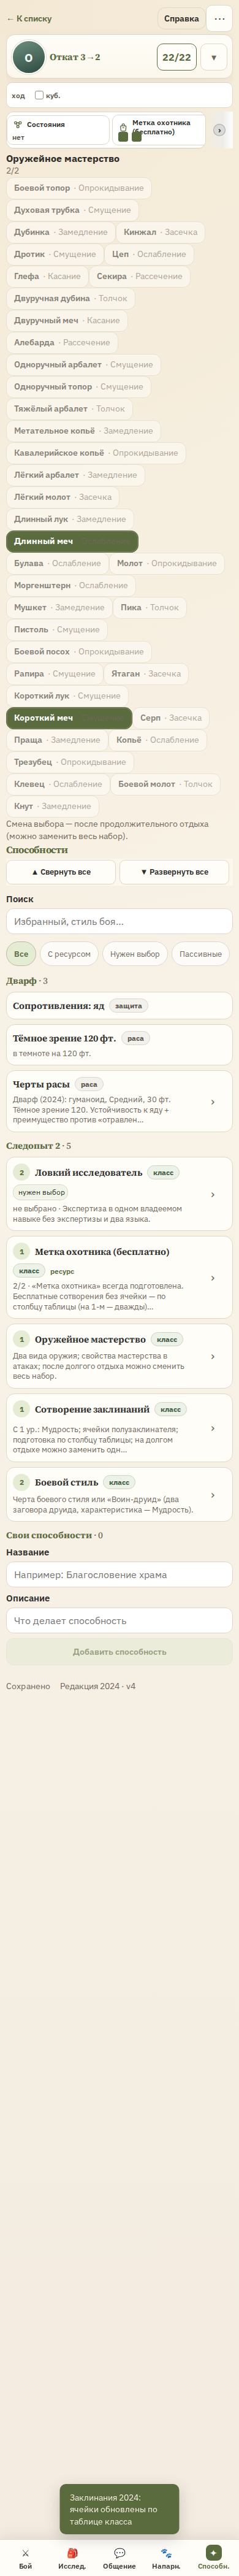 ← К списку
Справка
⋯
О
Откат 3→2
22/22
▾
ход
куб.
Состояния
нет
Метка охотника (бесплатно)
›
Оружейное мастерство
2/2
Боевой топор · Опрокидывание
Духовая трубка · Смущение
Дубинка · Замедление
Кинжал · Засечка
Дротик · Смущение
Цеп · Ослабление
Глефа · Касание
Секира · Рассечение
Двуручная дубина · Толчок
Двуручный меч · Касание
Алебарда · Рассечение
Одноручный арбалет · Смущение
Одноручный топор · Смущение
Тяжёлый арбалет · Толчок
Метательное копьё · Замедление
Кавалерийское копьё · Опрокидывание
Лёгкий арбалет · Замедление
Лёгкий молот · Засечка
Длинный лук · Замедление
Длинный меч
Булава · Ослабление
Молот · Опрокидывание
Моргенштерн · Ослабление
Мушкет · Замедление
Пика · Толчок
Пистоль · Смущение
Боевой посох · Опрокидывание
Рапира · Смущение
Ятаган · Засечка
Короткий лук · Смущение
Короткий меч
Серп · Засечка
Праща · Замедление
Копьё · Ослабление
Трезубец · Опрокидывание
Клевец · Ослабление
Боевой молот · Толчок
Кнут · Замедление
Смена выбора — после продолжительного отдыха
(можно заменить весь набор).
Способности
▲ Свернуть все
▼ Развернуть все
Поиск
Избранный, стиль боя...
Все
С ресурсом
Нужен выбор
Пассивные
Дварф · 3
Сопротивления: яд
защита
Тёмное зрение 120 фт.
раса
в темноте на 120 фт.
Черты расы
раса
Дварф (2024): гуманоид, Средний, 30 фт.
Тёмное зрение 120. Устойчивость к яду +
преимущество против «отравлен…
›
Следопыт 2 · 5
2
Ловкий исследователь
класс
нужен выбор
не выбрано · Экспертиза в одном владеемом
навыке без экспертизы и два языка.
›
1
Метка охотника (бесплатно)
класс
ресурс
2/2 · «Метка охотника» всегда подготовлена.
Бесплатные сотворения без ячейки — по
столбцу таблицы (на 1-м — дважды)…
›
1
Оружейное мастерство
класс
Два вида оружия; свойства мастерства в
атаках; после долгого отдыха можно сменить
весь набор.
›
1
Сотворение заклинаний
класс
С 1 ур.: Мудрость; ячейки полузаклинателя;
подготовка по столбцу таблицы; на долгом
отдыхе можно заменить одн…
›
2
Боевой стиль
класс
Черта боевого стиля или «Воин-друид» (два
заговора друида, характеристика — Мудрость).
›
Свои способности · 0
Название
Например: Благословение храма
Описание
Что делает способность
Добавить способность
Сохранено
Редакция 2024 · v4
Заклинания 2024:
ячейки обновлены по
таблице класса
Бой
Исслед.
Общение
Напарн.
Способн.